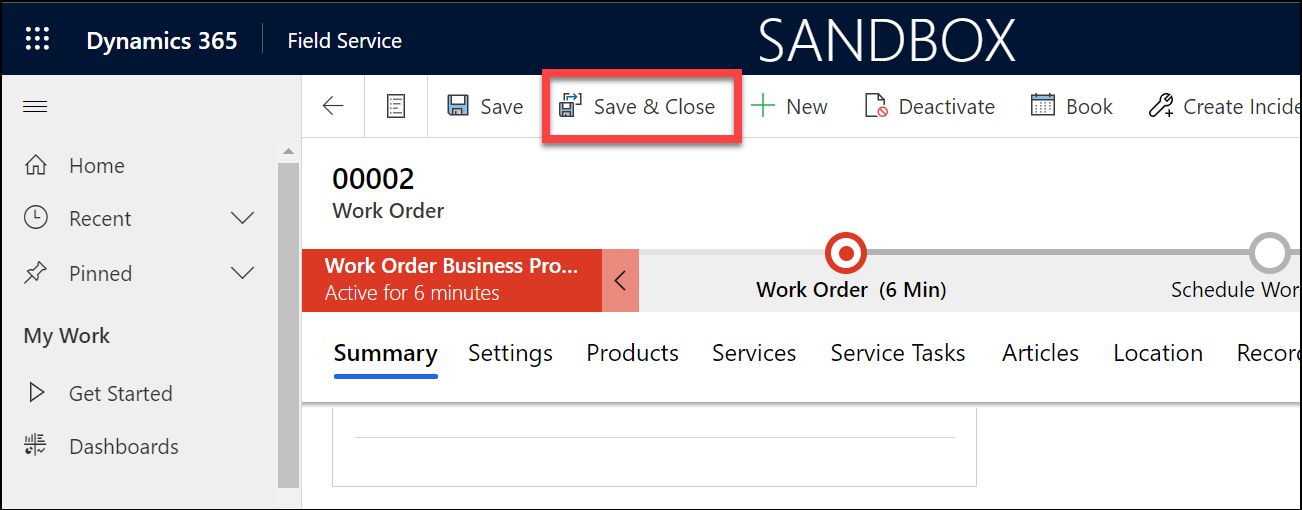 Dynamics 365 Field Service SANDBOX
Save Save & Close New Deactivate Book Create Incide
Home
Recent
Pinned
My Work
Get Started
Dashboards
00002
Work Order
Work Order Business Pro...
Active for 6 minutes
Work Order (6 Min)
Schedule Wor
Summary Settings Products Services Service Tasks Articles Location Record